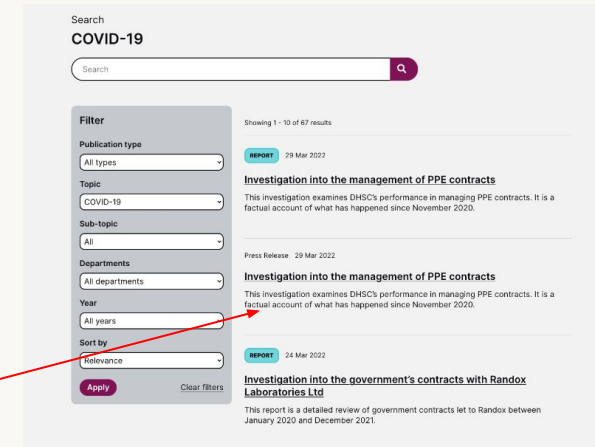 Search
COVID-19
Search
Filter
Publication type
All types
Topic
COVID-19
Sub-topic
All
Departments
All departments
Year
All years
Sort by
Relevance
Apply Clear filters
Showing 1 - 10 of 67 results
REPORT 29 Mar 2022
Investigation into the management of PPE contracts
This investigation examines DHSC's performance in managing PPE contracts. It is a
factual account of what has happened since November 2020.
Press Release 29 Mar 2022
Investigation into the management of PPE contracts
This investigation examines DHSC's performance in managing PPE contracts. It is a
factual account of what has happened since November 2020.
REPORT 24 Mar 2022
Investigation into the government's contracts with Randox
Laboratories Ltd
This report is a detailed review of government contracts let to Randox between
January 2020 and December 2021.